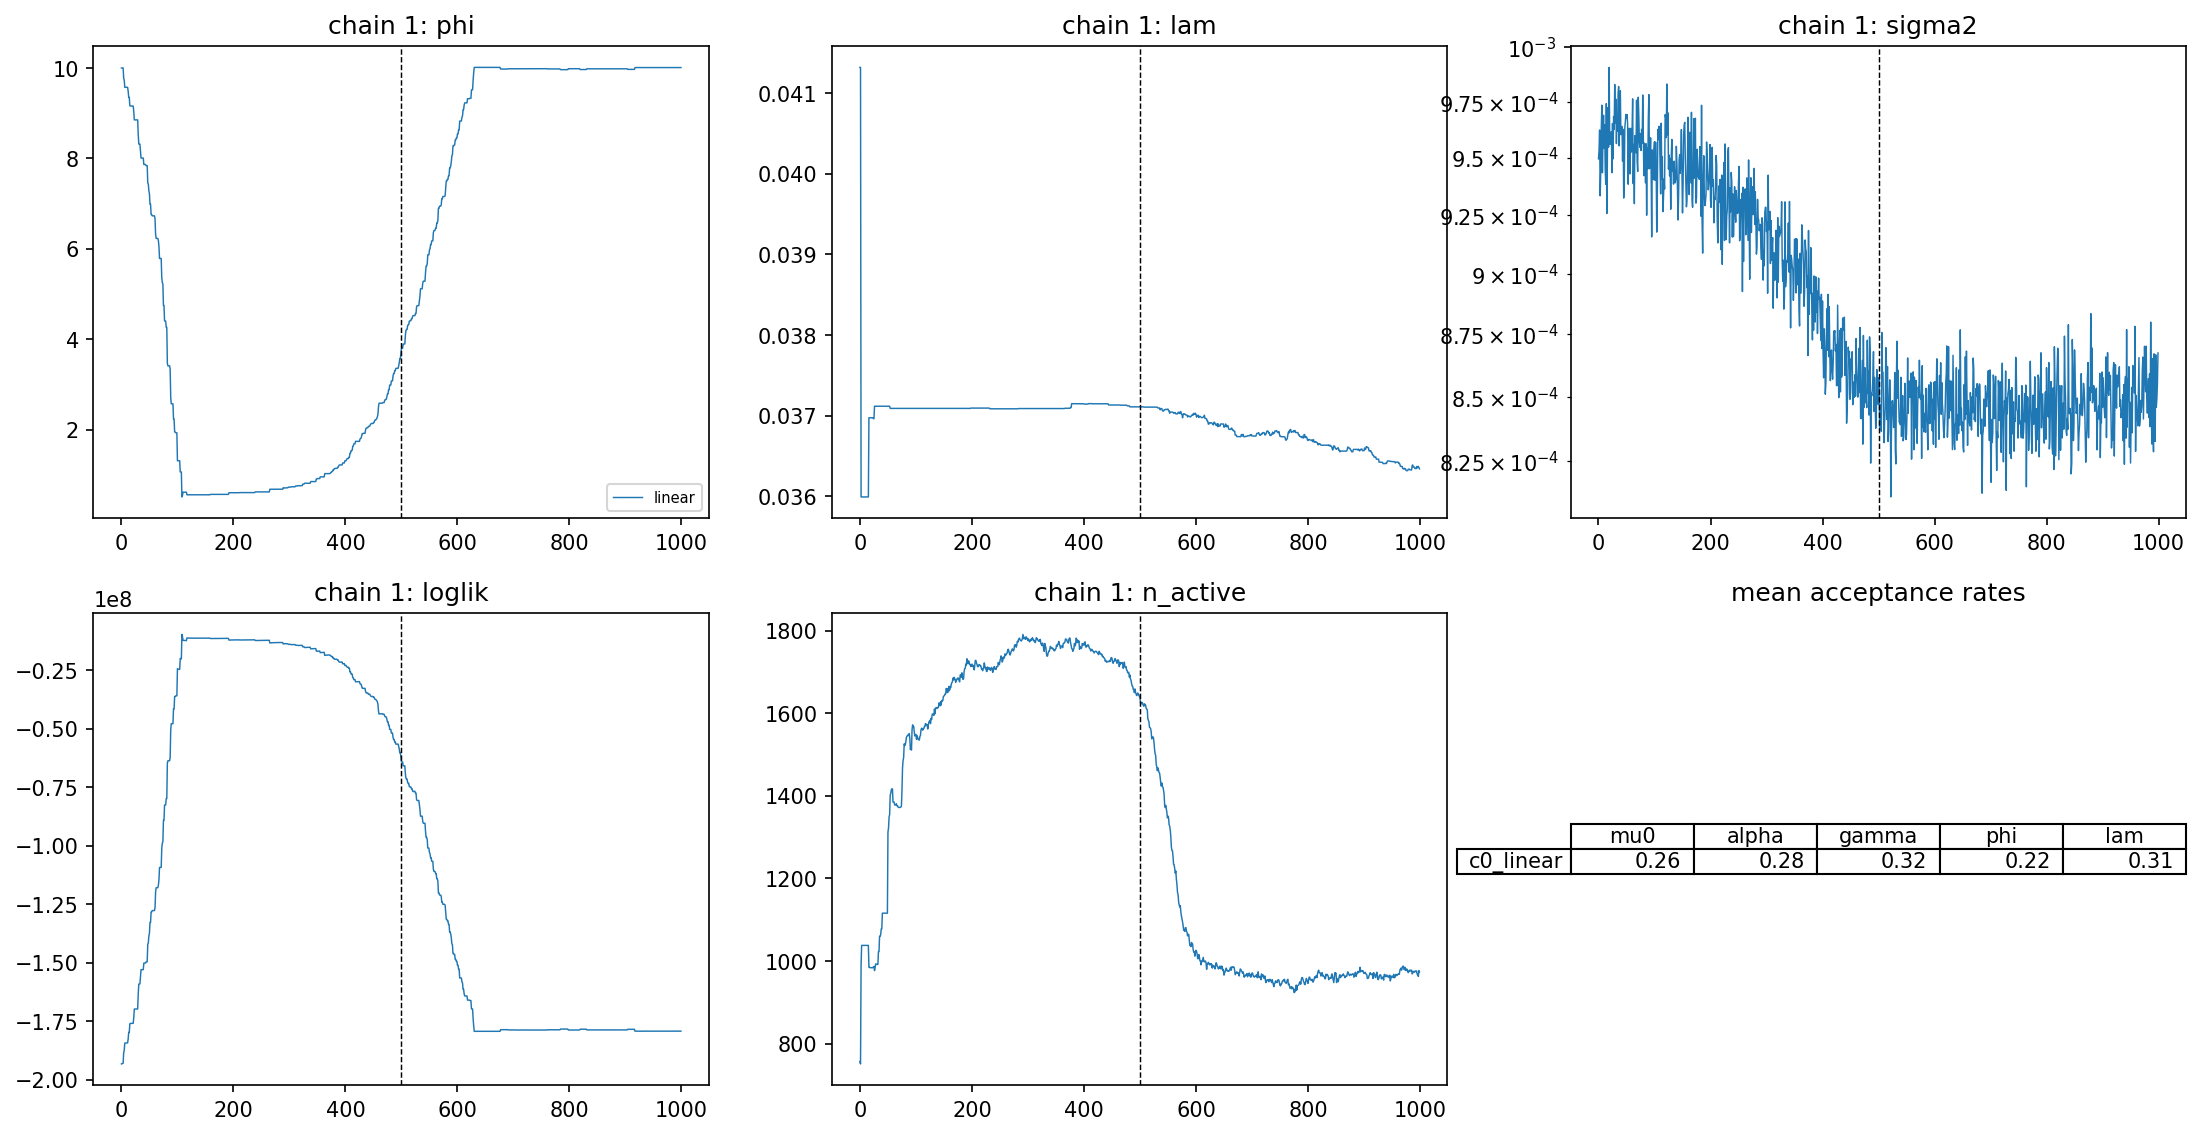 chain 1: phi
10
8
6
4
2
0 200 400 600 800 1000
linear
chain 1: lam
0.041
0.040
0.039
0.038
0.037
0.036
0 200 400 600 800 1000
chain 1: sigma2
10⁻³
9.75 × 10⁻⁴
9.5 × 10⁻⁴
9.25 × 10⁻⁴
9 × 10⁻⁴
8.75 × 10⁻⁴
8.5 × 10⁻⁴
8.25 × 10⁻⁴
0 200 400 600 800 1000
chain 1: loglik
1e8
−0.25
−0.50
−0.75
−1.00
−1.25
−1.50
−1.75
−2.00
0 200 400 600 800 1000
chain 1: n_active
1800
1600
1400
1200
1000
800
0 200 400 600 800 1000
mean acceptance rates
mu0 alpha gamma phi lam
c0_linear 0.26 0.28 0.32 0.22 0.31